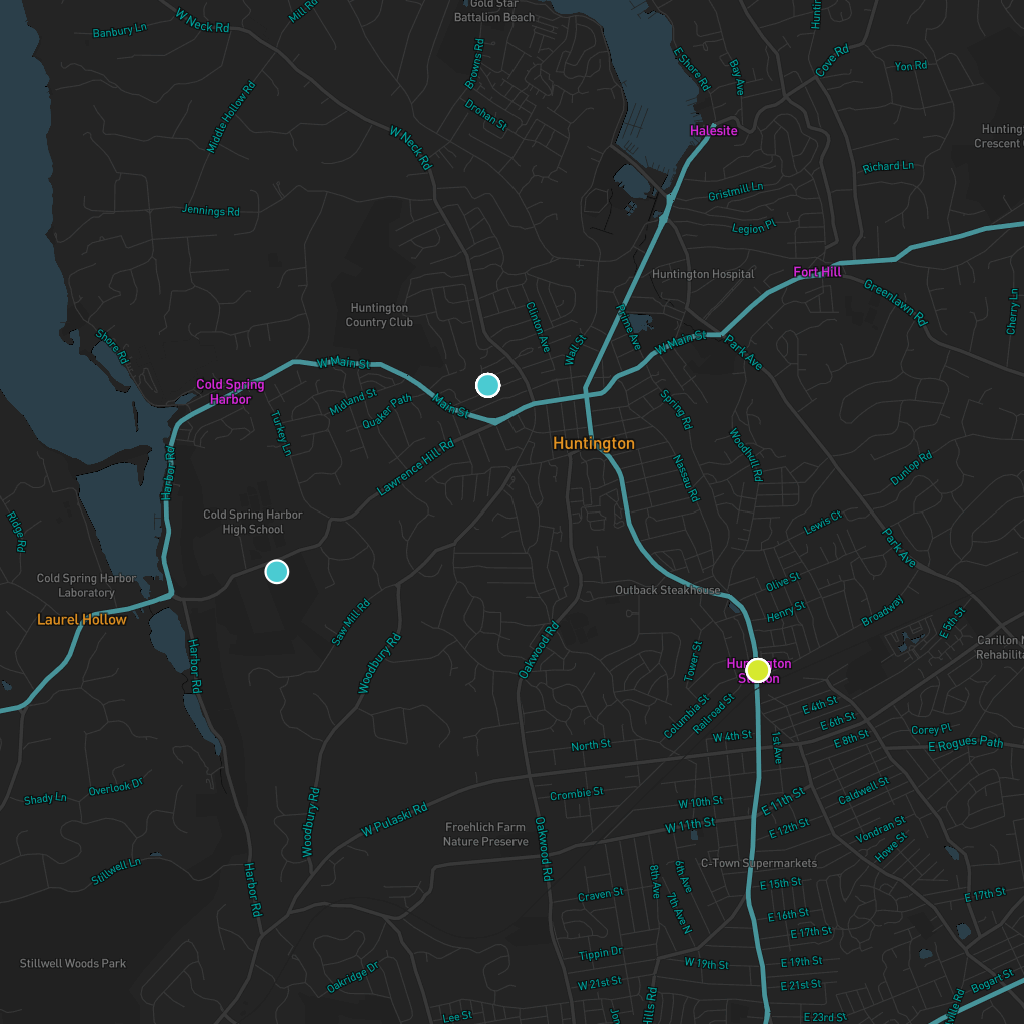 Gold Star
Battalion Beach
Mill Rd
W Neck Rd
Banbury Ln
Browns Rd
E Shore Rd
Bay Ave
Cove Rd
Yon Rd
Middle Hollow Rd
Drohan St
W Neck Rd
Halesite
Crescent
Richard Ln
Gristmill Ln
Jennings Rd
Legion Pl
Huntington Hospital
Fort Hill
Greenlawn Rd
Cherry Ln
Huntington
Country Club
Clinton Ave
Wall St
Prime Ave
W Main St
Park Ave
Shore Rd
W Main St
Cold Spring
Harbor
Midland St
Quaker Path
Main St
Spring Rd
Turkey Ln
Huntington
Woodhull Rd
Lawrence Hill Rd
Nassau Rd
Dunlop Rd
Harbor Rd
Cold Spring Harbor
High School
Lewis Ct
Ridge Rd
Park Ave
Cold Spring Harbor
Laboratory
Laurel Hollow
Outback Steakhouse
Olive St
Henry St
Broadway
E 5th St
Saw Mill Rd
Oakwood Rd
Woodbury Rd
Harbor Rd
Tower St
Carillon
Columbia St
Railroad St
E 4th St
E 6th St
E 8th St
Corey Pl
E Rogues Path
North St
W 4th St
1st Ave
Overlook Dr
Shady Ln
Crombie St
W 10th St
E 11th St
Caldwell St
Woodbury Rd
W Pulaski Rd
Froehlich Farm
Nature Preserve
Oakwood Rd
W 11th St
E 12th St
Vondran St
Howe St
C-Town Supermarkets
Stillwell Ln
Harbor Rd
8th Ave
6th Ave
7th Ave N
E 15th St
E 17th St
Craven St
E 16th St
E 17th St
Stillwell Woods Park
Tippin Dr
W 19th St
E 19th St
Oakridge Dr
W 21st St
E 21st St
Bogart St
Lee St
E 23rd St